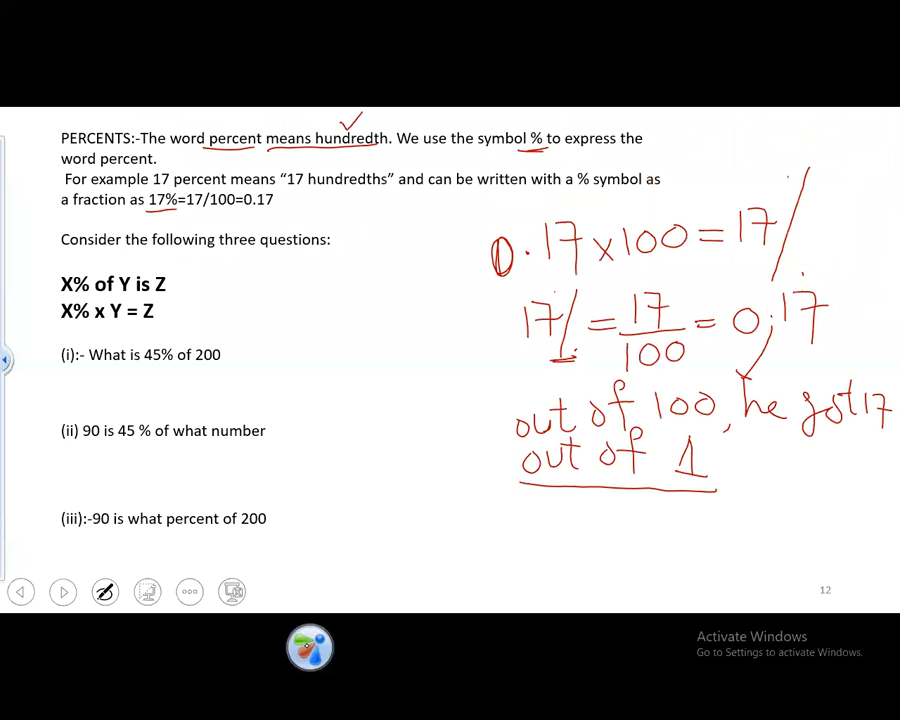 PERCENTS:-The word percent means hundredth. We use the symbol % to express the
word percent.
For example 17 percent means “17 hundredths” and can be written with a % symbol as
a fraction as 17%=17/100=0.17
Consider the following three questions:
X% of Y is Z
X% x Y = Z
(i):- What is 45% of 200
(ii) 90 is 45 % of what number
(iii):-90 is what percent of 200
0.17 x 100 = 17%
17% = 17/100 = 0.17
out of 100, he got 17
out of 1
12
Activate Windows
Go to Settings to activate Windows.